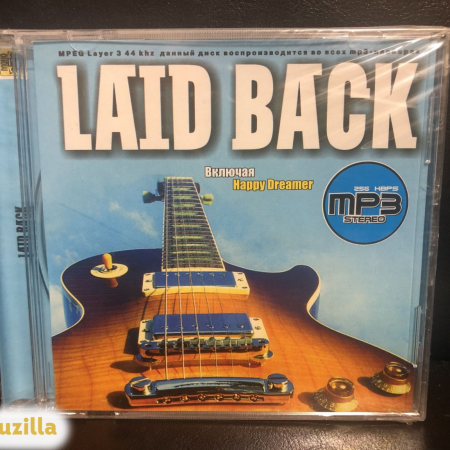 MPEG Layer 3 44 khz данный диск воспроизводится во всех mp3-плеерах
LAID BACK
Включая
Happy Dreamer
256 KBPS
MP3
STEREO
LAID BACK
uzilla